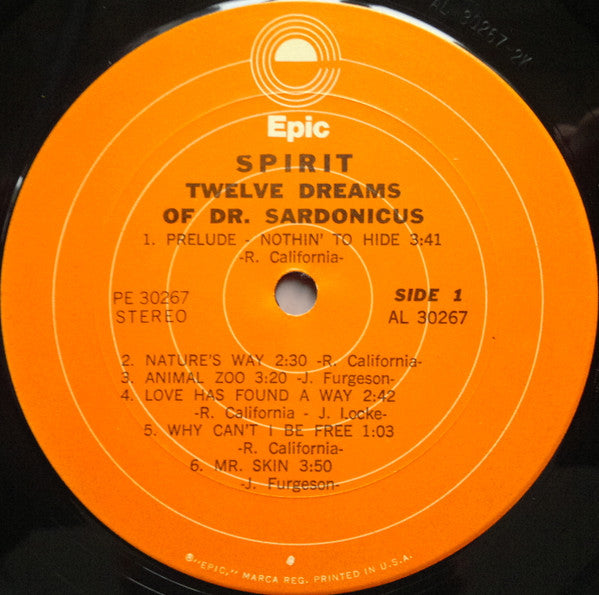 AL 30267-2K
Epic
SPIRIT
TWELVE DREAMS
OF DR. SARDONICUS
1. PRELUDE - NOTHIN' TO HIDE 3:41
-R. California-
PE 30267
STEREO
SIDE 1
AL 30267
2. NATURE'S WAY 2:30 -R. California-
3. ANIMAL ZOO 3:20 -J. Furgeson-
4. LOVE HAS FOUND A WAY 2:42
-R. California - J. Locke-
5. WHY CAN'T I BE FREE 1:03
-R. California-
6. MR. SKIN 3:50
-J. Furgeson-
®"EPIC," MARCA REG. PRINTED IN U.S.A.